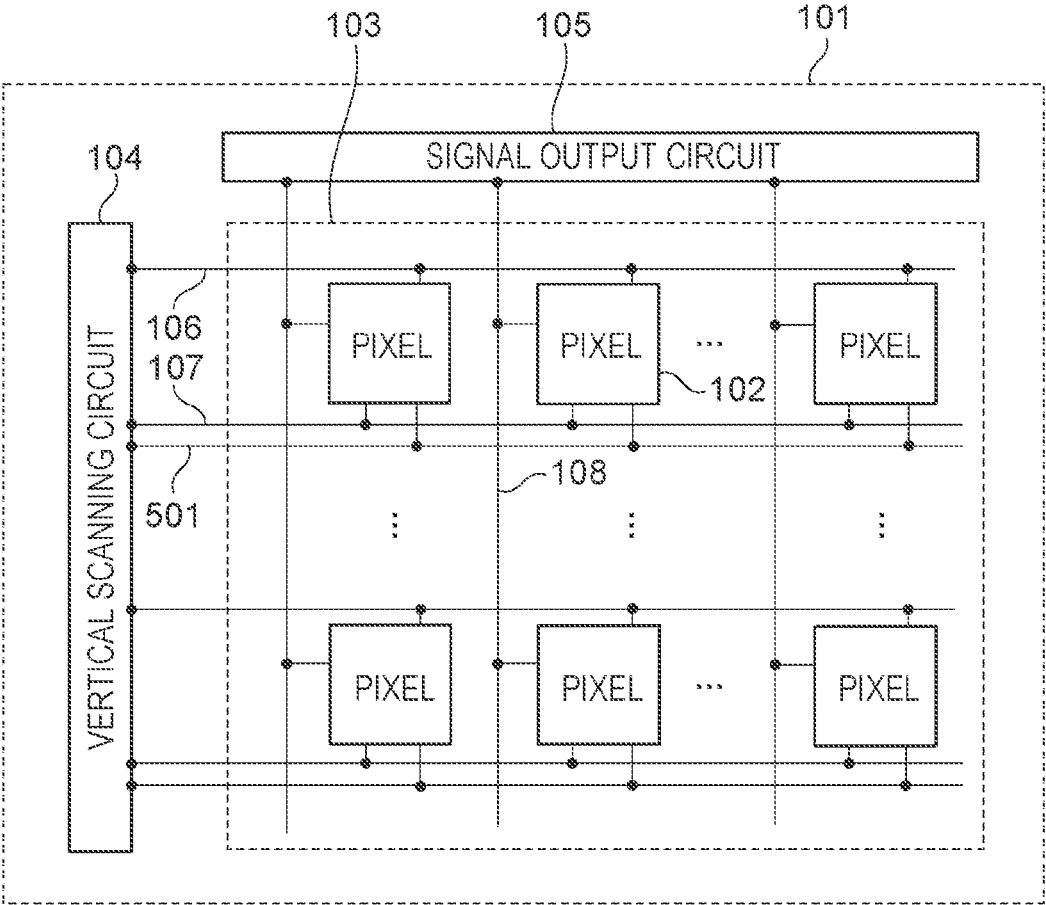 103
105
101
104
SIGNAL OUTPUT CIRCUIT
VERTICAL SCANNING CIRCUIT
106
PIXEL
PIXEL
...
PIXEL
107
102
501
108
⋮
⋮
⋮
PIXEL
PIXEL
...
PIXEL